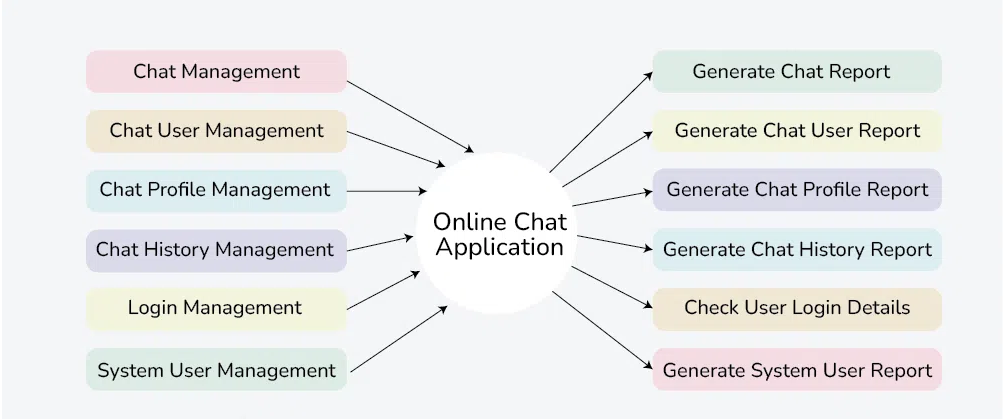 Chat Management
Chat User Management
Chat Profile Management
Chat History Management
Login Management
System User Management
Online Chat
Application
Generate Chat Report
Generate Chat User Report
Generate Chat Profile Report
Generate Chat History Report
Check User Login Details
Generate System User Report